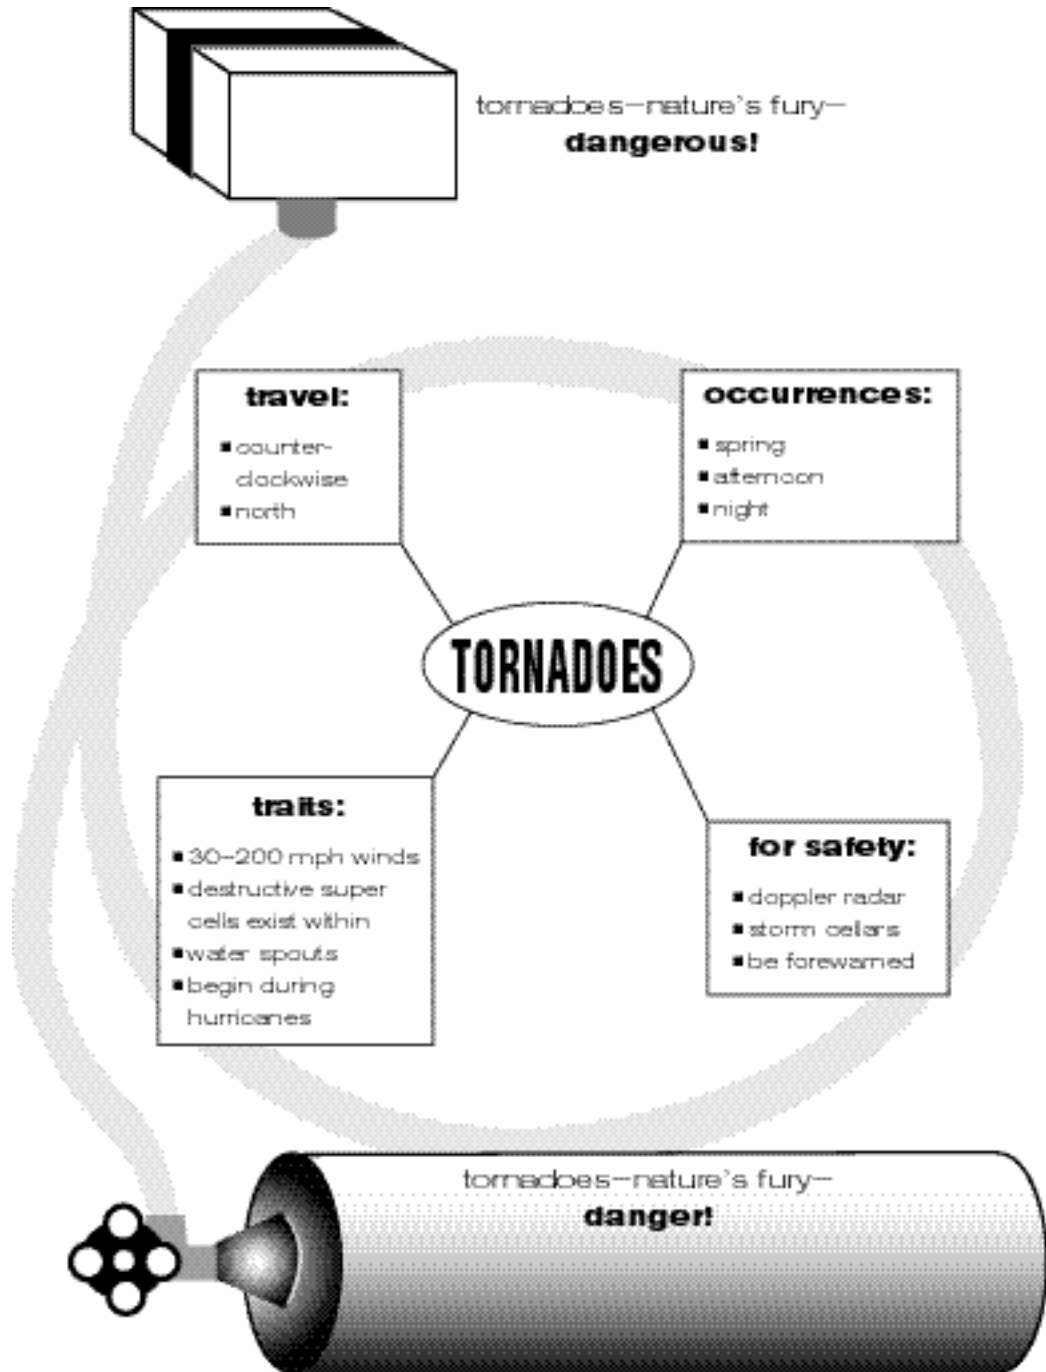 tornadoes—nature's fury—
dangerous!
travel:
▪ counter-
clockwise
▪ north
occurrences:
▪ spring
▪ afternoon
▪ night
TORNADOES
traits:
▪ 30–200 mph winds
▪ destructive super
cells exist within
▪ water spouts
▪ begin during
hurricanes
for safety:
▪ doppler radar
▪ storm cellars
▪ be forewarned
tornadoes—nature's fury—
danger!